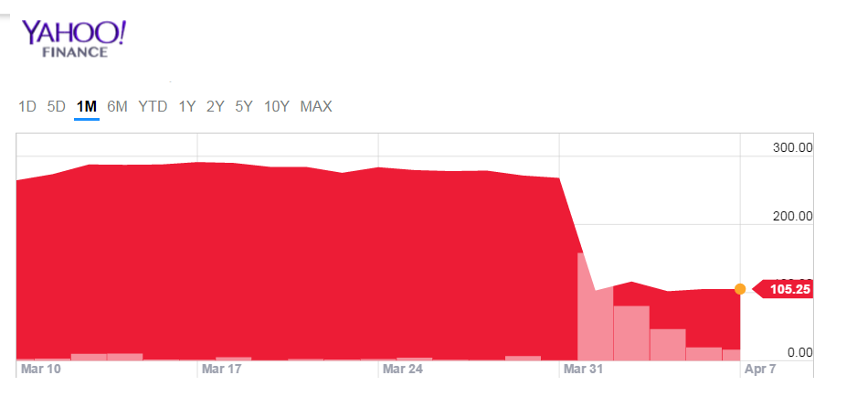 YAHOO!
FINANCE
1D 5D 1M 6M YTD 1Y 2Y 5Y 10Y MAX
300.00
200.00
105.25
0.00
Mar 10 Mar 17 Mar 24 Mar 31 Apr 7